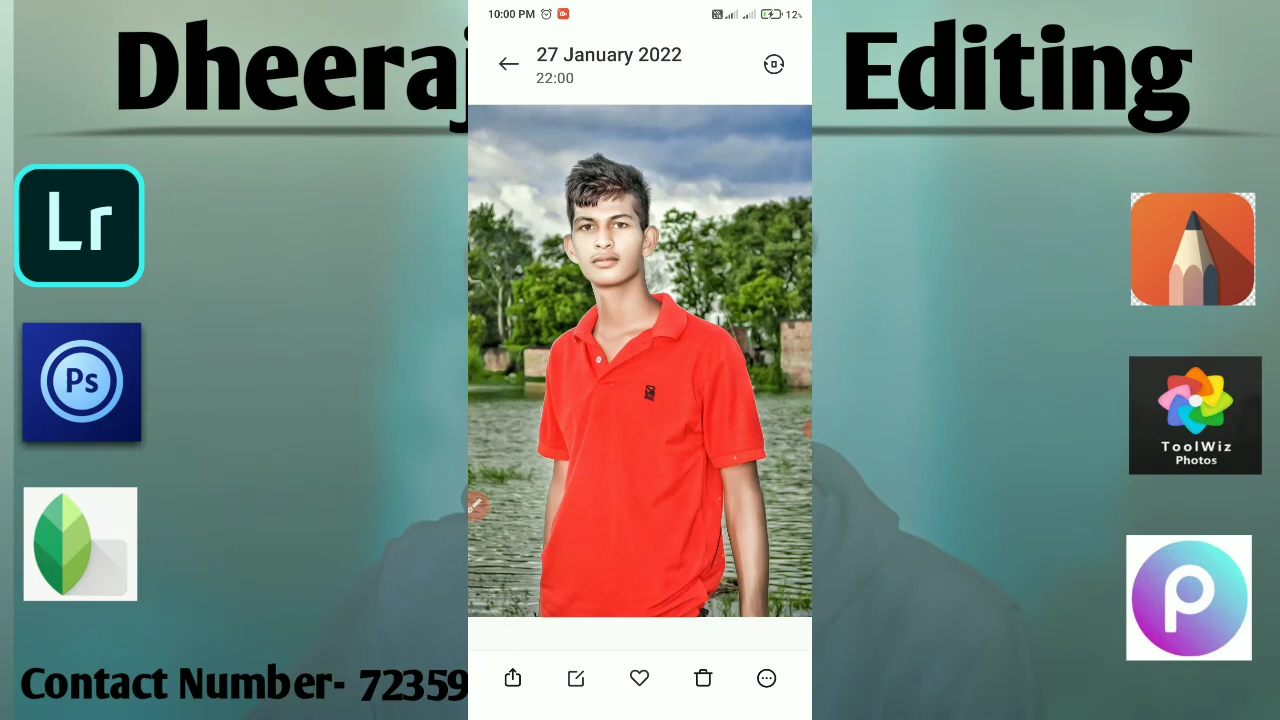 Dheeraj Editing
10:00 PM 12%
27 January 2022
22:00
Lr
Ps
ToolWiz
Photos
P
Contact Number- 72359